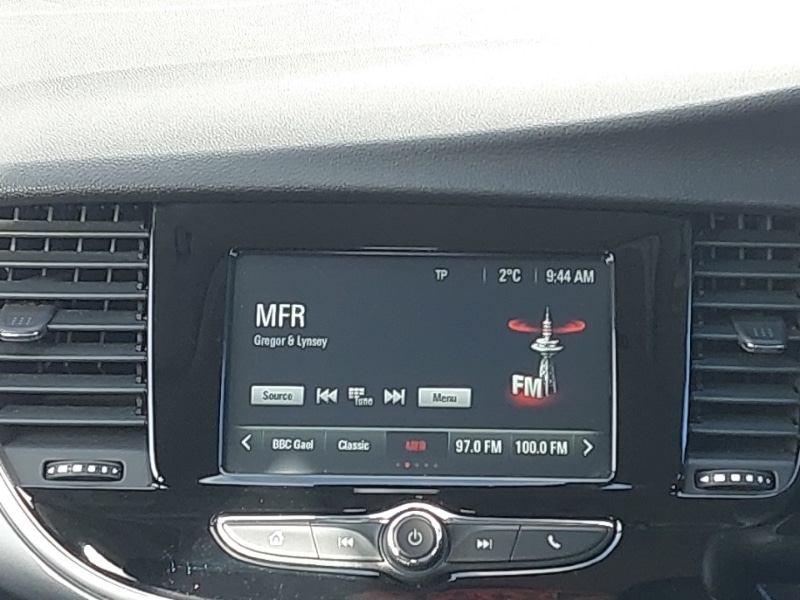 TP 2°C 9:44 AM
MFR
Gregor & Lynsey
FM
Source Tune Menu
BBC Gael Classic MFR 97.0 FM 100.0 FM